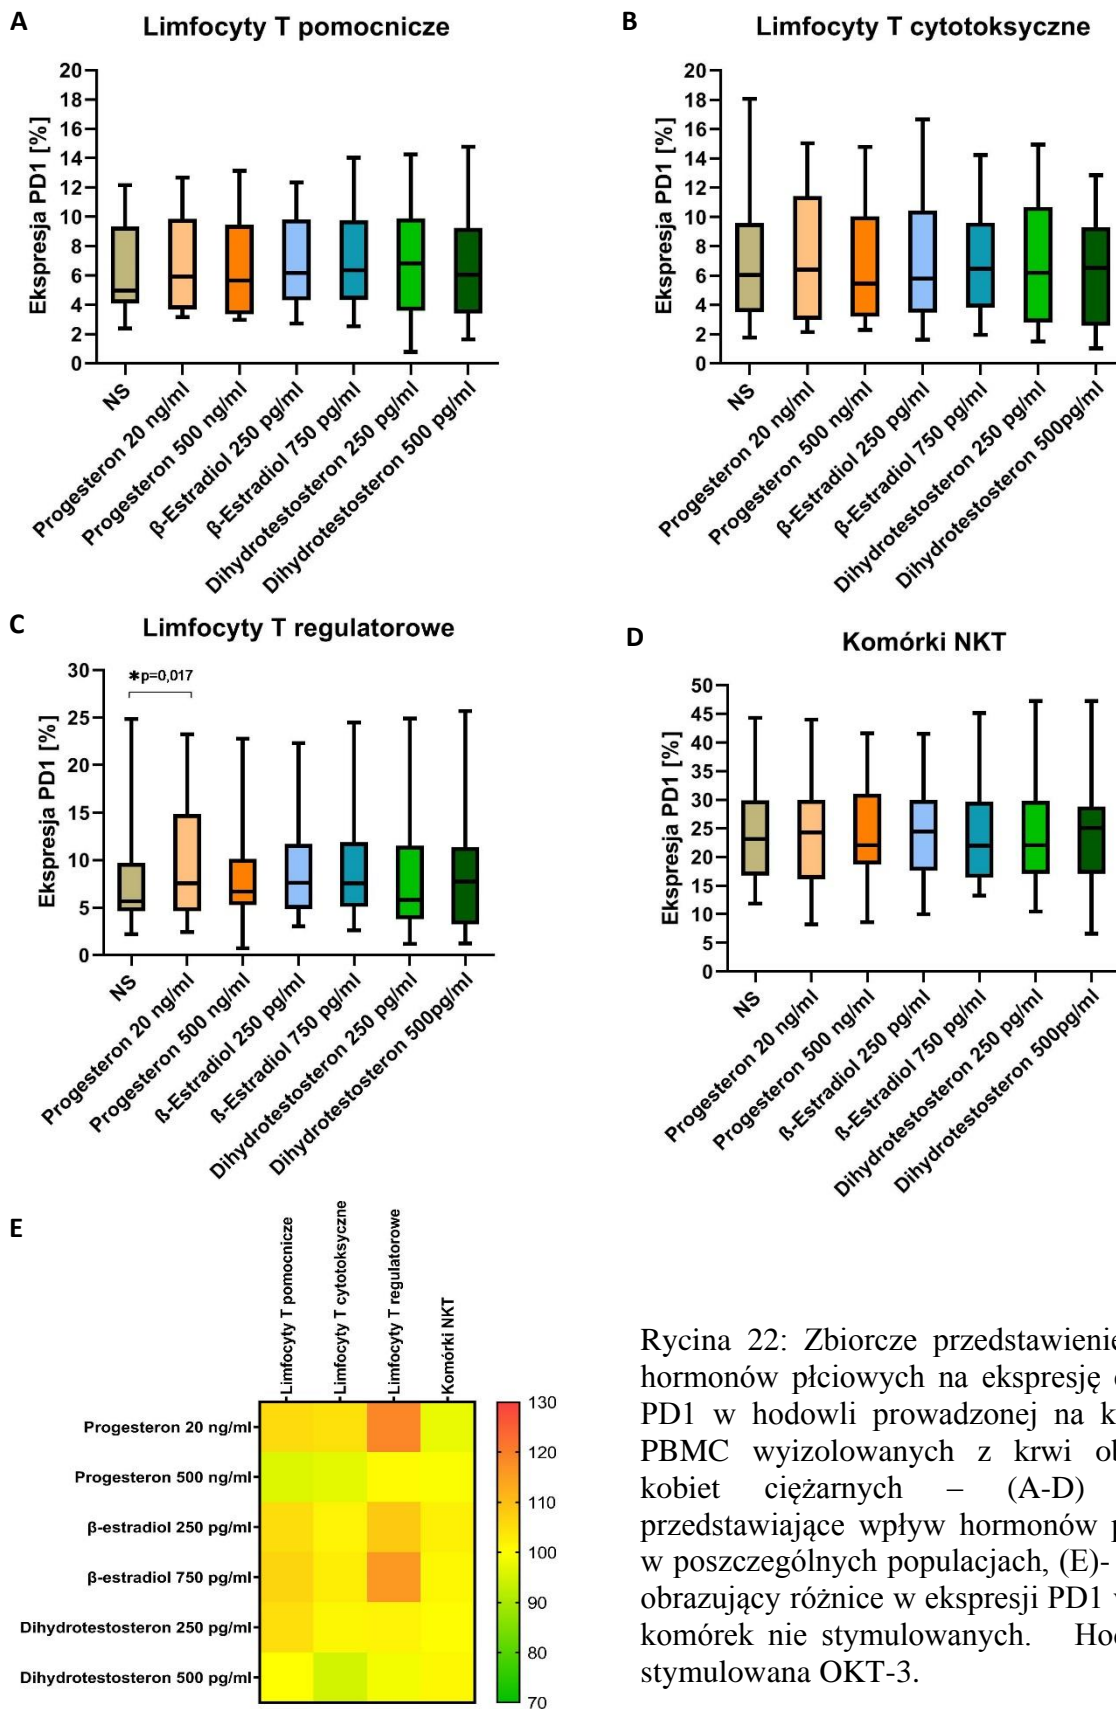 A
Limfocyty T pomocnicze
Ekspresja PD1 [%]
20
18
16
14
12
10
8
6
4
2
0
NS
Progesteron 20 ng/ml
Progesteron 500 ng/ml
β-Estradiol 250 pg/ml
β-Estradiol 750 pg/ml
Dihydrotestosteron 250 pg/ml
Dihydrotestosteron 500 pg/ml
B
Limfocyty T cytotoksyczne
Ekspresja PD1 [%]
20
18
16
14
12
10
8
6
4
2
0
NS
Progesteron 20 ng/ml
Progesteron 500 ng/ml
β-Estradiol 250 pg/ml
β-Estradiol 750 pg/ml
Dihydrotestosteron 250 pg/ml
Dihydrotestosteron 500pg/ml
C
Limfocyty T regulatorowe
Ekspresja PD1 [%]
30
25
20
15
10
5
0
*p=0,017
NS
Progesteron 20 ng/ml
Progesteron 500 ng/ml
ß-Estradiol 250 pg/ml
ß-Estradiol 750 pg/ml
Dihydrotestosteron 250 pg/ml
Dihydrotestosteron 500pg/ml
D
Komórki NKT
Ekspresja PD1 [%]
50
45
40
35
30
25
20
15
10
5
0
NS
Progesteron 20 ng/ml
Progesteron 500 ng/ml
ß-Estradiol 250 pg/ml
ß-Estradiol 750 pg/ml
Dihydrotestosteron 250 pg/ml
Dihydrotestosteron 500pg/ml
E
Limfocyty T pomocnicze
Limfocyty T cytotoksyczne
Limfocyty T regulatorowe
Komórki NKT
Progesteron 20 ng/ml
Progesteron 500 ng/ml
β-estradiol 250 pg/ml
β-estradiol 750 pg/ml
Dihydrotestosteron 250 pg/ml
Dihydrotestosteron 500 pg/ml
130
120
110
100
90
80
70
Rycina 22: Zbiorcze przedstawienie
hormonów płciowych na ekspresję
PD1 w hodowli prowadzonej na
PBMC wyizolowanych z krwi
kobiet ciężarnych – (A-D)
przedstawiające wpływ hormonów
w poszczególnych populacjach, (E)-
obrazujący różnice w ekspresji PD1
komórek nie stymulowanych.
stymulowana OKT-3.